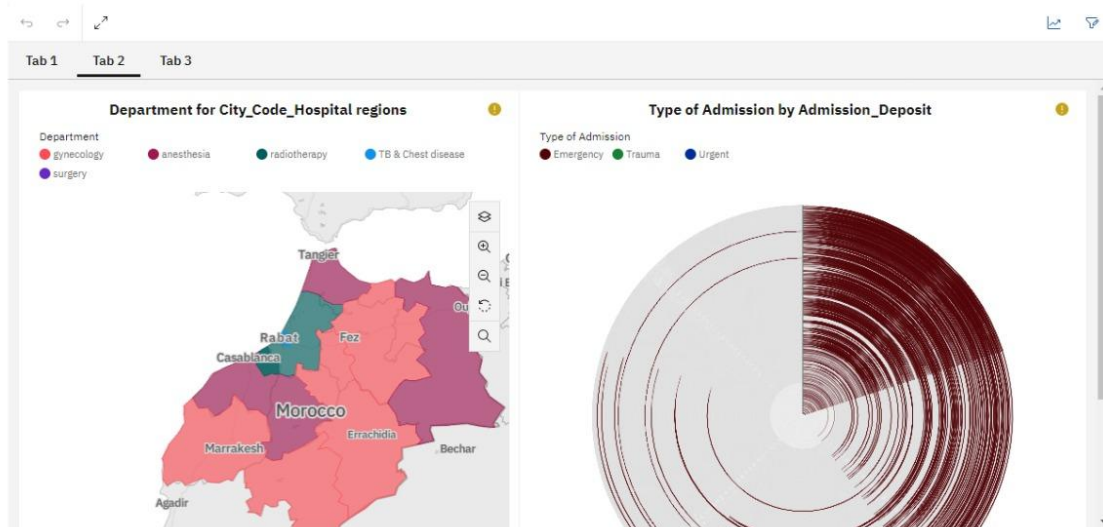 Tab 1 Tab 2 Tab 3
Department for City_Code_Hospital regions
Department
gynecology anesthesia radiotherapy TB & Chest disease
surgery
Tangier
Ou
Rabat
Fez
Casablanca
Morocco
Errachidia
Marrakesh
Bechar
Agadir
Type of Admission by Admission_Deposit
Type of Admission
Emergency Trauma Urgent